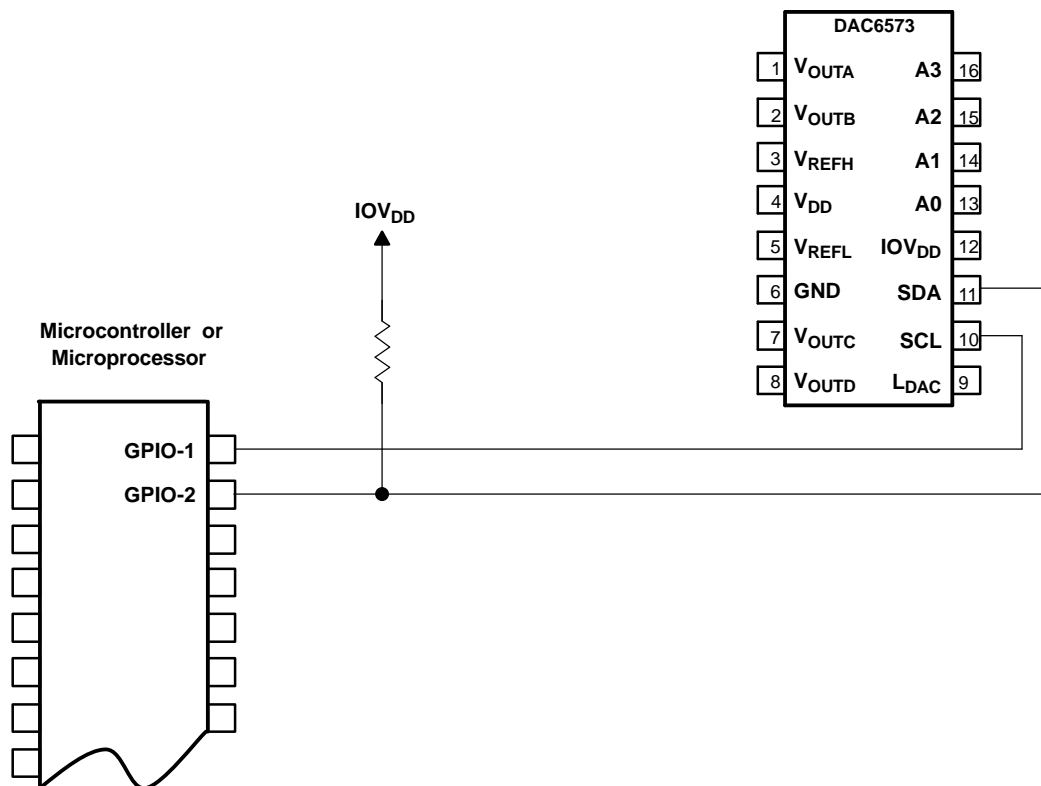 DAC6573
1 VOUTA A3 16
2 VOUTB A2 15
3 VREFH A1 14
4 VDD A0 13
5 VREFL IOVDD 12
6 GND SDA 11
7 VOUTC SCL 10
8 VOUTD LDAC 9
IOVDD
Microcontroller or
Microprocessor
GPIO-1
GPIO-2